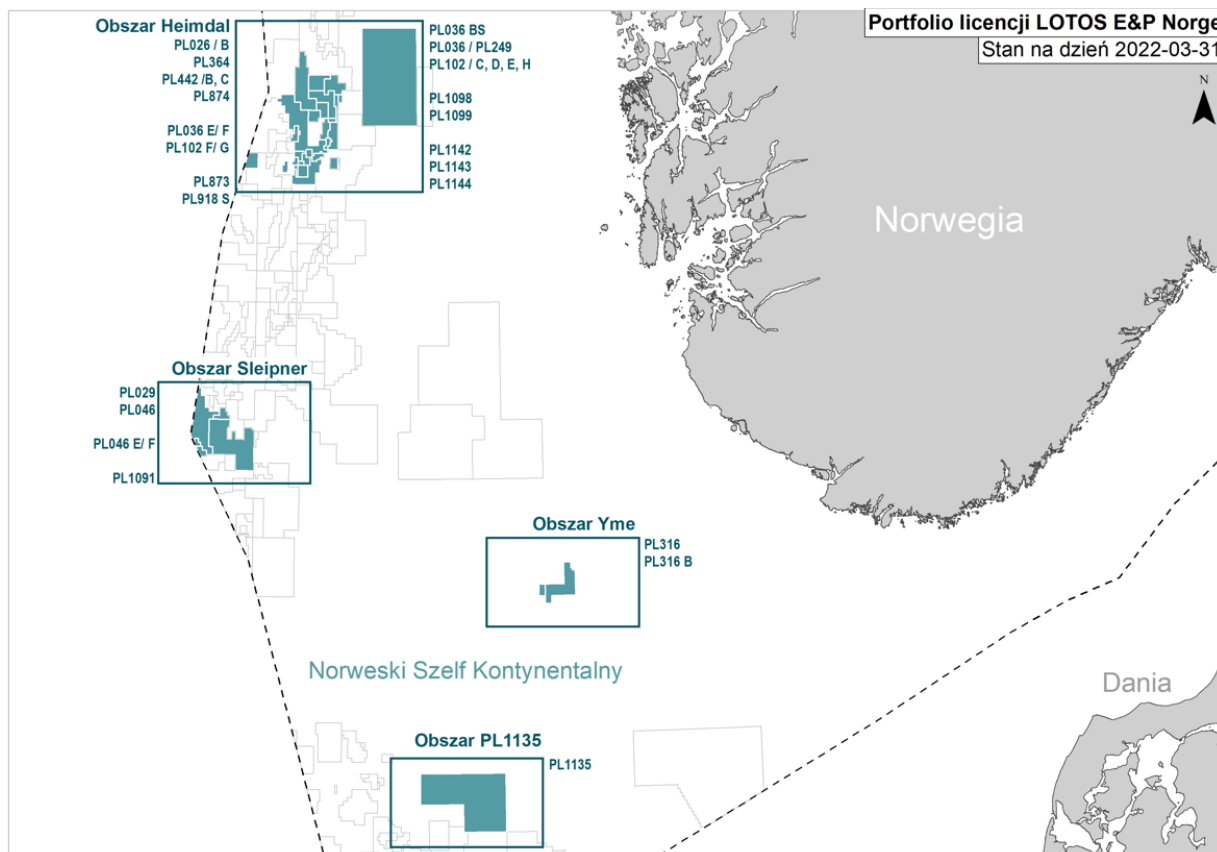 Portfolio licencji LOTOS E&P Norge
Stan na dzień 2022-03-31
N
Obszar Heimdal
PL026 / B
PL364
PL442 /B, C
PL874
PL036 E/ F
PL102 F/ G
PL873
PL918 S
PL036 BS
PL036 / PL249
PL102 / C, D, E, H
PL1098
PL1099
PL1142
PL1143
PL1144
Norwegia
Obszar Sleipner
PL029
PL046
PL046 E/ F
PL1091
Obszar Yme
PL316
PL316 B
Norweski Szelf Kontynentalny
Dania
Obszar PL1135
PL1135